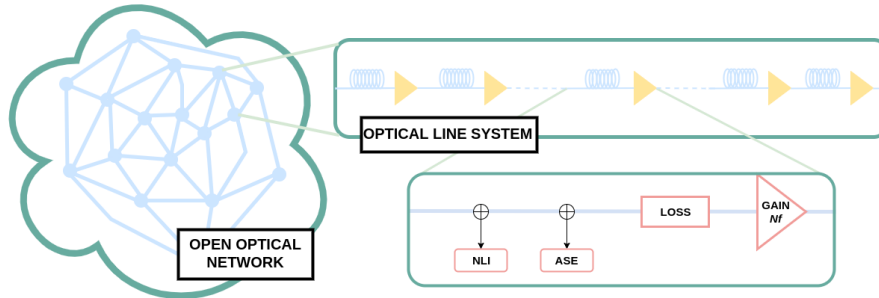 OPTICAL LINE SYSTEM
OPEN OPTICAL
NETWORK
NLI
ASE
LOSS
GAIN
Nf